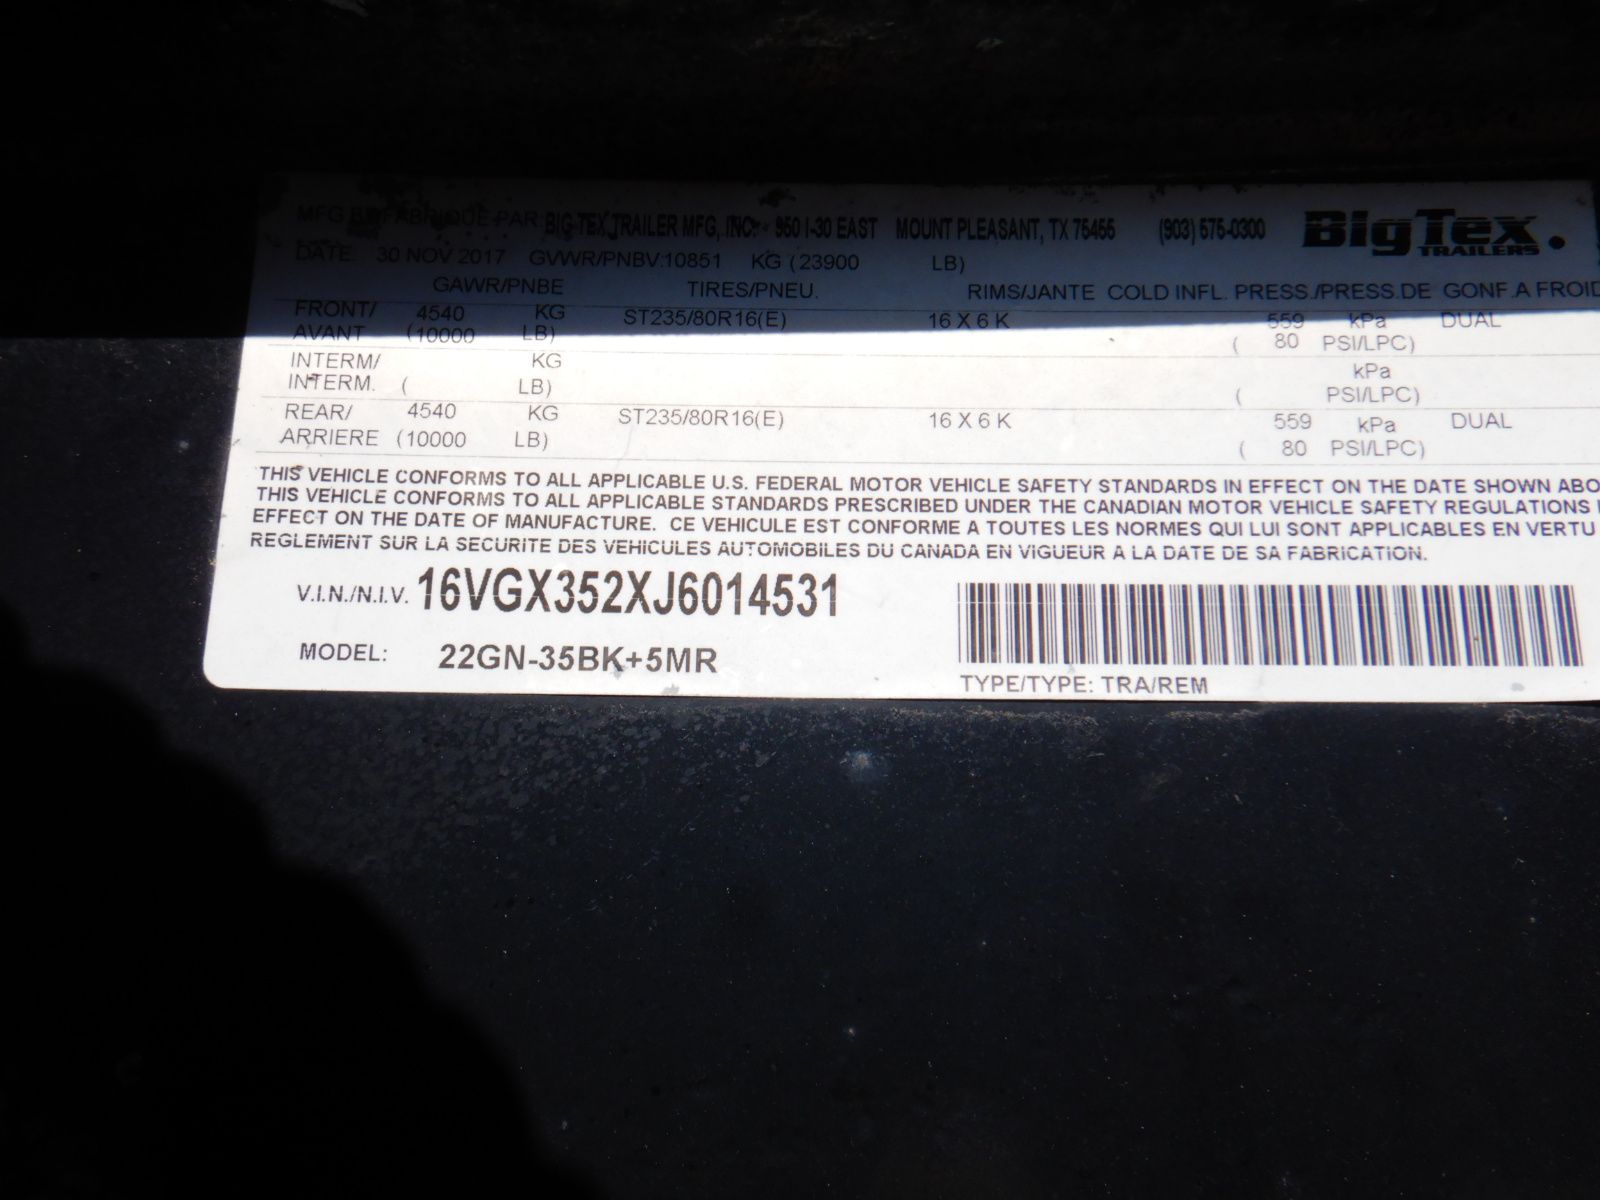 MFG BY/FABRIQUE PAR: BIG TEX TRAILER MFG, INC. - 950 I-30 EAST MOUNT PLEASANT, TX 75455 (903) 575-0300 BigTex TRAILERS
DATE: 30 NOV 2017 GVWR/PNBV:10851 KG (23900 LB)
GAWR/PNBE TIRES/PNEU. RIMS/JANTE COLD INFL. PRESS./PRESS.DE GONF.A FROID
FRONT/ 4540 KG ST235/80R16(E) 16 X 6 K 559 kPa DUAL
AVANT (10000 LB) ( 80 PSI/LPC)
INTERM/ KG kPa
INTERM. ( LB) ( PSI/LPC)
REAR/ 4540 KG ST235/80R16(E) 16 X 6 K 559 kPa DUAL
ARRIERE (10000 LB) ( 80 PSI/LPC)
THIS VEHICLE CONFORMS TO ALL APPLICABLE U.S. FEDERAL MOTOR VEHICLE SAFETY STANDARDS IN EFFECT ON THE DATE SHOWN ABO
THIS VEHICLE CONFORMS TO ALL APPLICABLE STANDARDS PRESCRIBED UNDER THE CANADIAN MOTOR VEHICLE SAFETY REGULATIONS
EFFECT ON THE DATE OF MANUFACTURE. CE VEHICULE EST CONFORME A TOUTES LES NORMES QUI LUI SONT APPLICABLES EN VERTU
REGLEMENT SUR LA SECURITE DES VEHICULES AUTOMOBILES DU CANADA EN VIGUEUR A LA DATE DE SA FABRICATION.
V.I.N./N.I.V. 16VGX352XJ6014531
MODEL: 22GN-35BK+5MR
TYPE/TYPE: TRA/REM